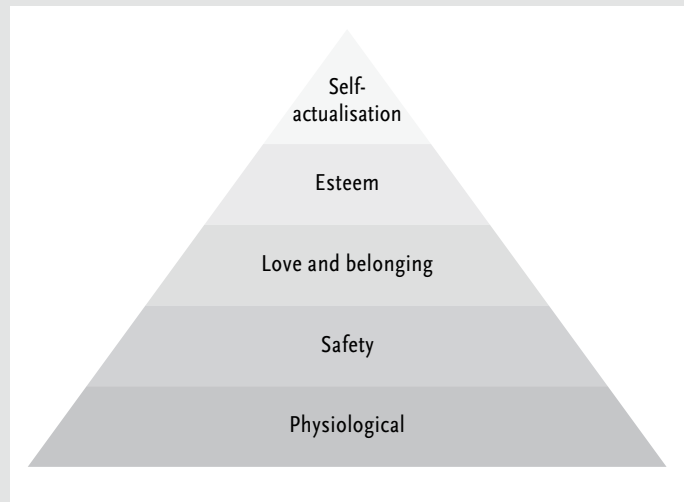 Self-
actualisation
Esteem
Love and belonging
Safety
Physiological